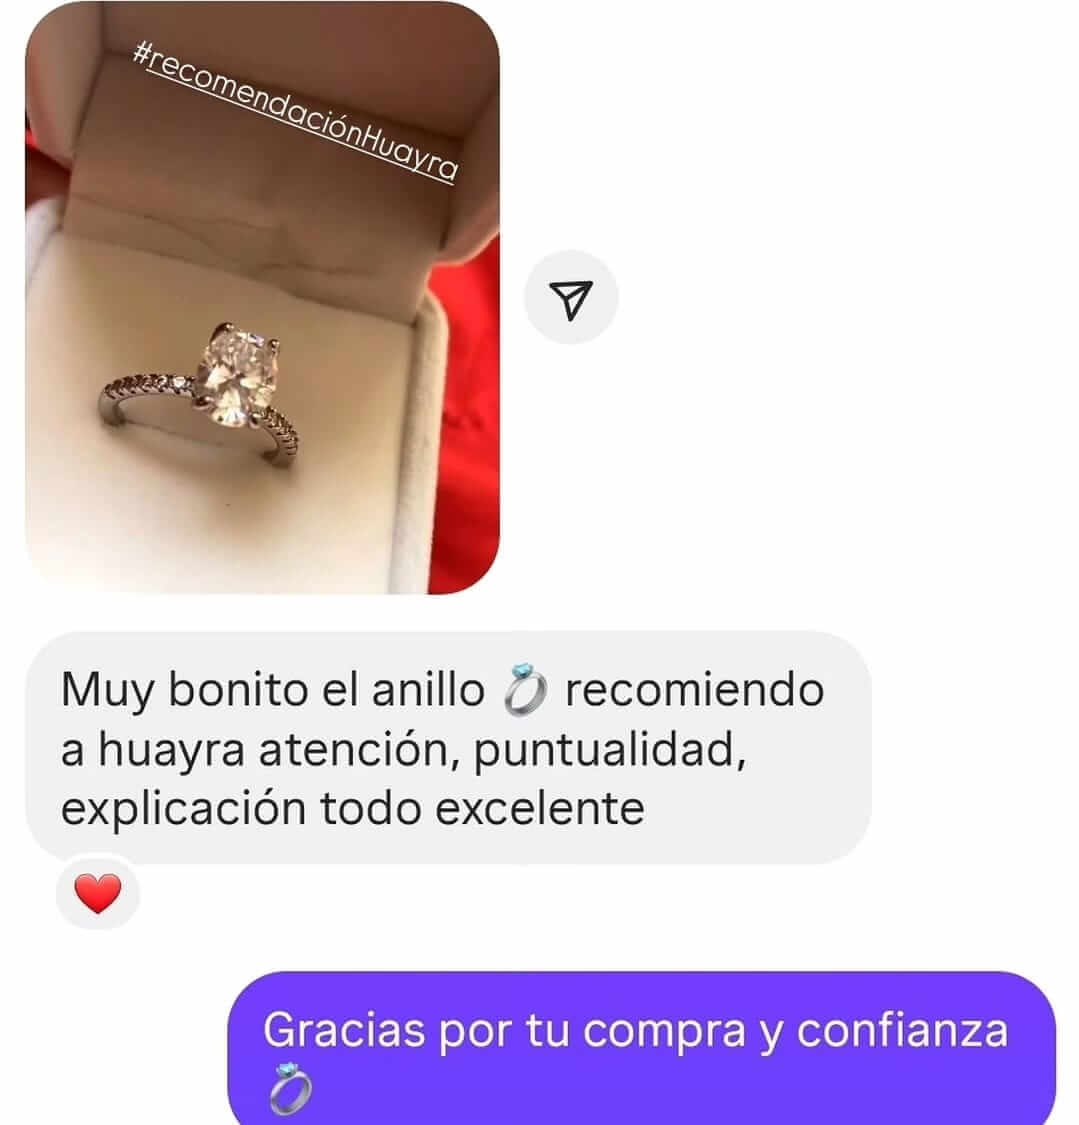 #recomendaciónHuayra
Muy bonito el anillo 💍 recomiendo
a huayra atención, puntualidad,
explicación todo excelente
Gracias por tu compra y confianza
💍